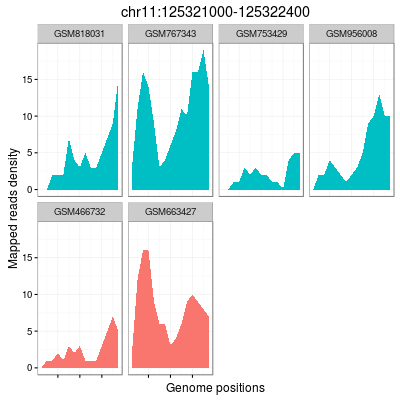 chr11:125321000-125322400
GSM818031 GSM767343 GSM753429 GSM956008
15
10
5
0
GSM466732 GSM663427
15
10
5
0
Mapped reads density
Genome positions